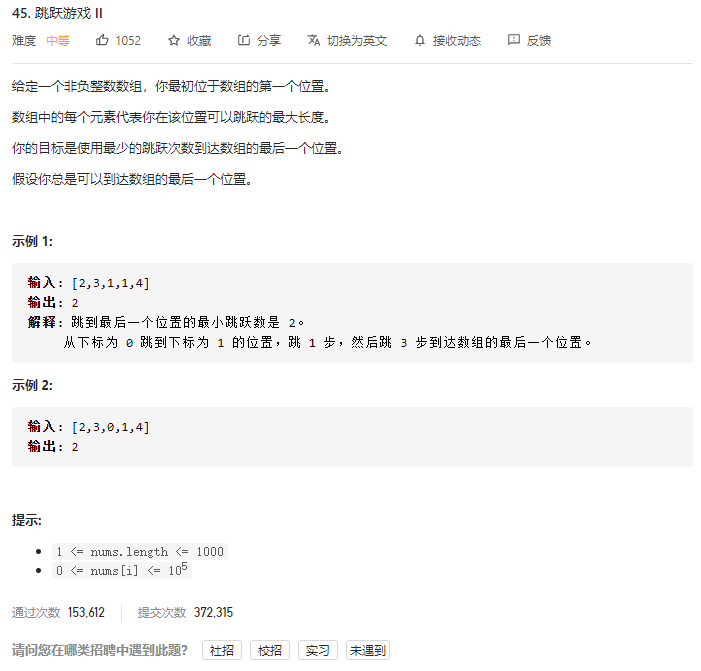 45. 跳跃游戏 II
难度 中等 1052 收藏 分享 切换为英文 接收动态 反馈
给定一个非负整数数组，你最初位于数组的第一个位置。
数组中的每个元素代表你在该位置可以跳跃的最大长度。
你的目标是使用最少的跳跃次数到达数组的最后一个位置。
假设你总是可以到达数组的最后一个位置。
示例 1:
输入: [2,3,1,1,4]
输出: 2
解释: 跳到最后一个位置的最小跳跃数是 2。
从下标为 0 跳到下标为 1 的位置，跳 1 步，然后跳 3 步到达数组的最后一个位置。
示例 2:
输入: [2,3,0,1,4]
输出: 2
提示:
1 <= nums.length <= 1000
0 <= nums[i] <= 10⁵
通过次数 153,612 提交次数 372,315
请问您在哪类招聘中遇到此题? 社招 校招 实习 未遇到